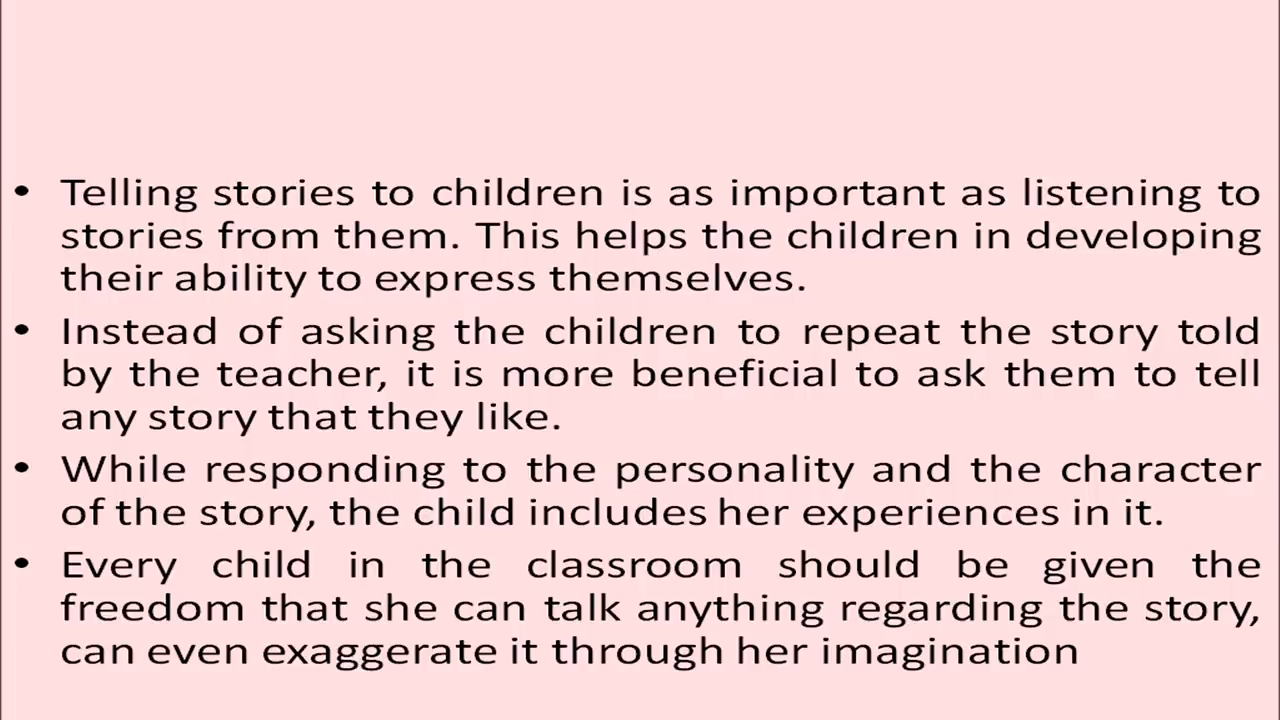 • Telling stories to children is as important as listening to
stories from them. This helps the children in developing
their ability to express themselves.
• Instead of asking the children to repeat the story told
by the teacher, it is more beneficial to ask them to tell
any story that they like.
• While responding to the personality and the character
of the story, the child includes her experiences in it.
• Every child in the classroom should be given the
freedom that she can talk anything regarding the story,
can even exaggerate it through her imagination